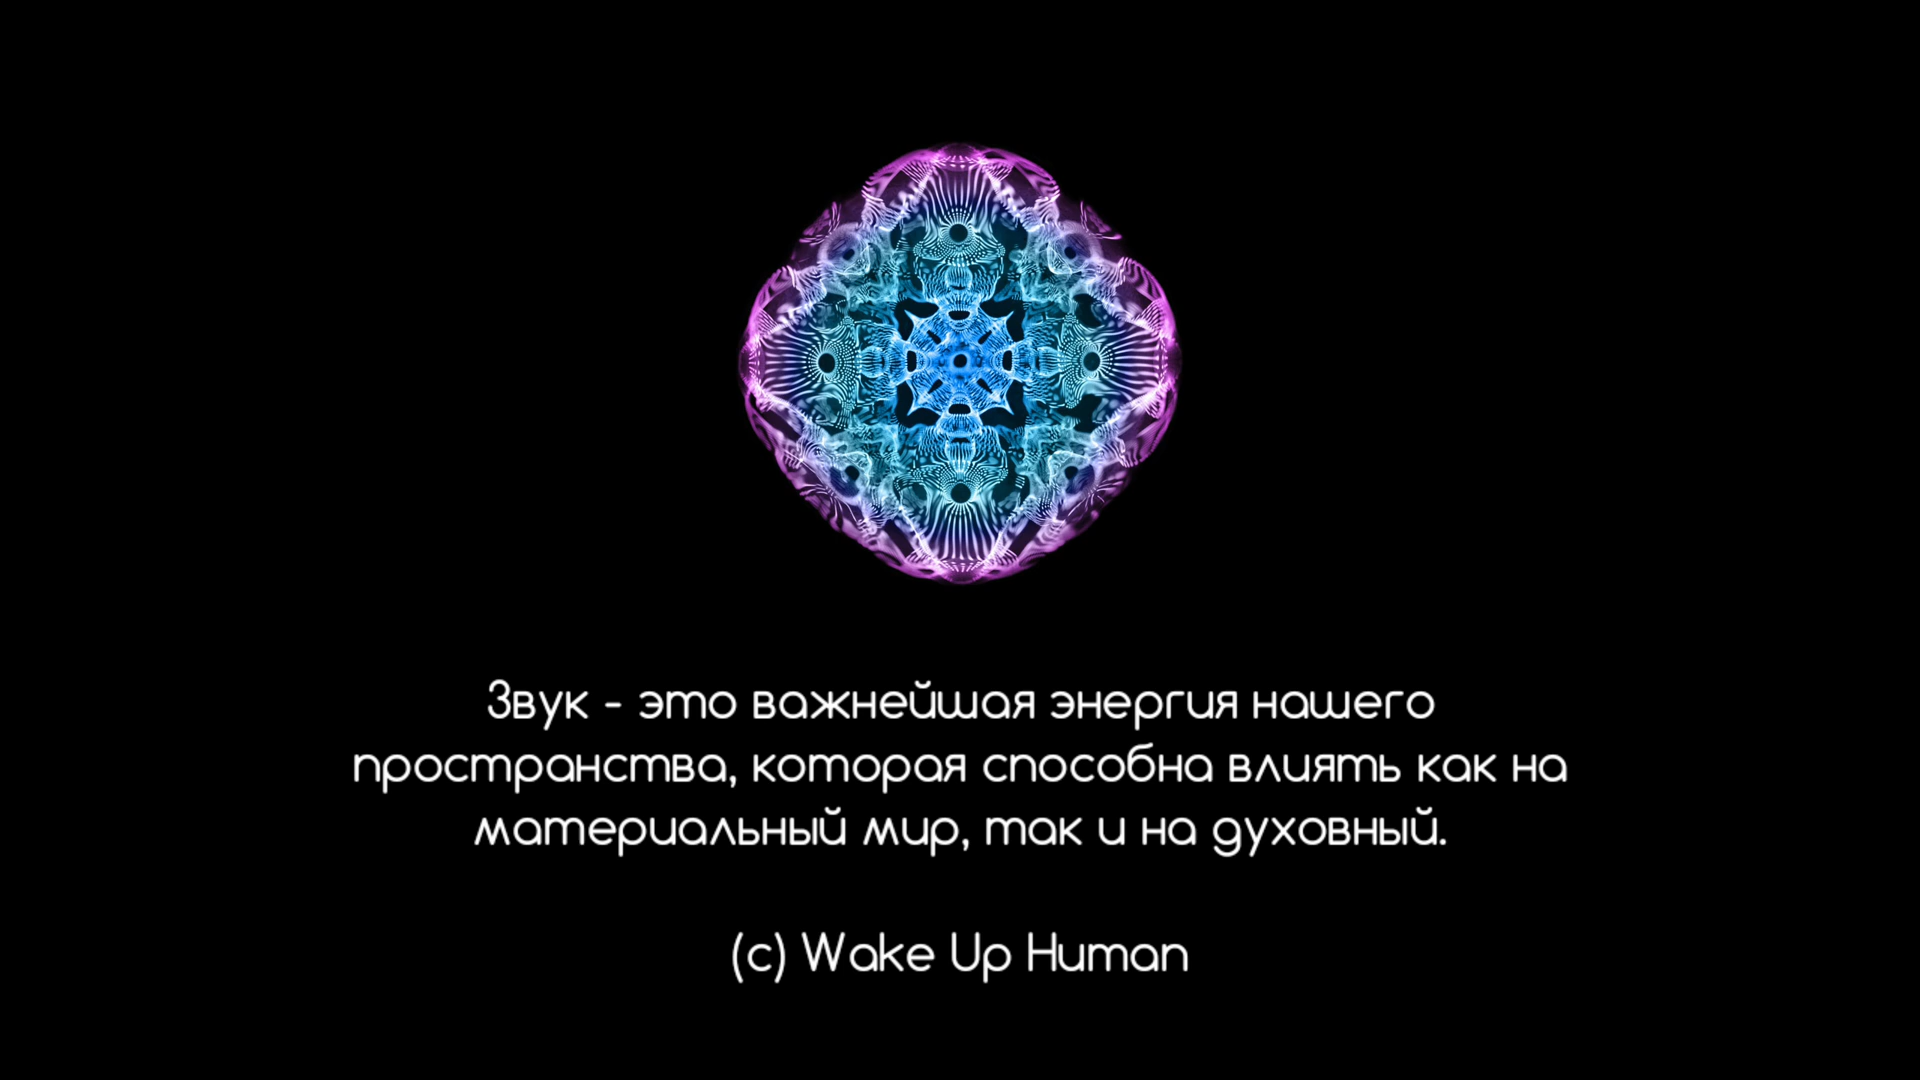 Звук - это важнейшая энергия нашего
пространства, которая способна влиять как на
материальный мир, так и на духовный.
(c) Wake Up Human